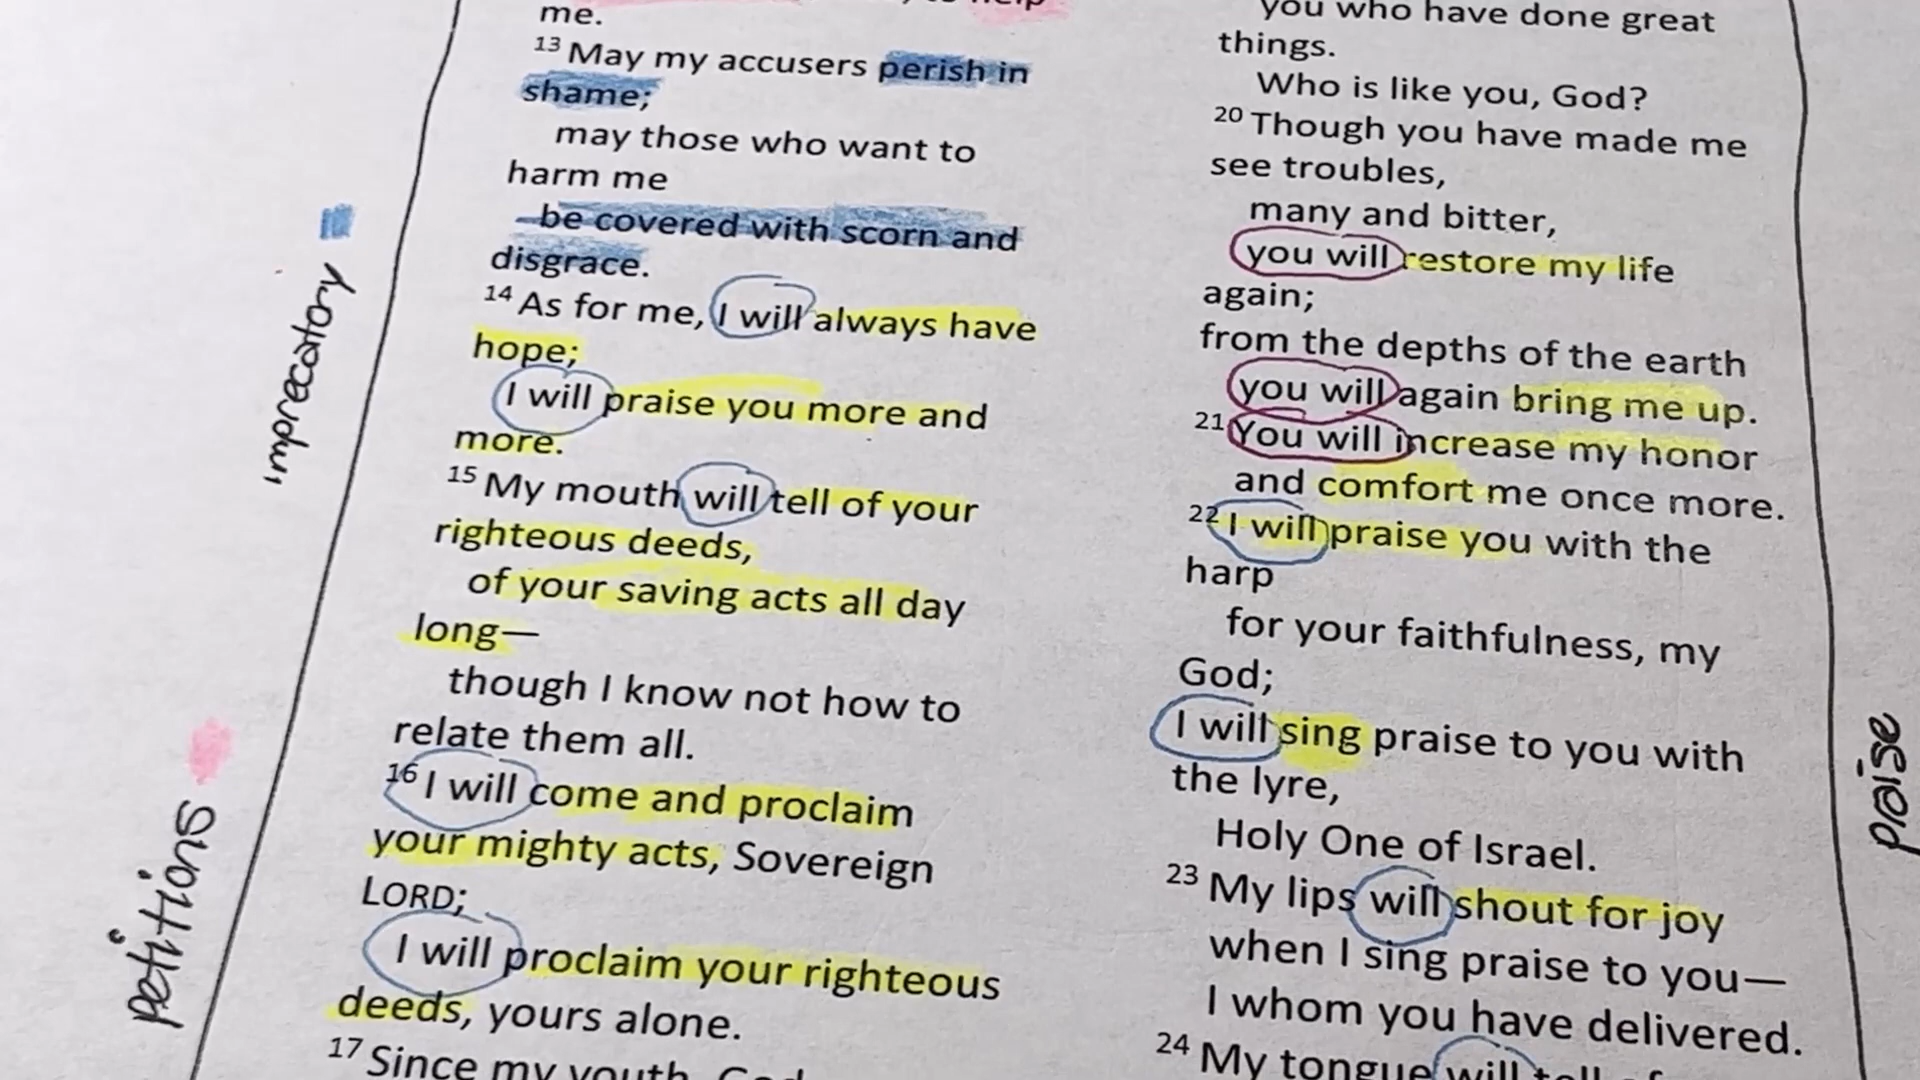 help
me.
13 May my accusers perish in
shame;
may those who want to
harm me
be covered with scorn and
disgrace.
14 As for me, I will always have
hope;
I will praise you more and
more.
15 My mouth will tell of your
righteous deeds,
of your saving acts all day
long—
though I know not how to
relate them all.
16 I will come and proclaim
your mighty acts, Sovereign
LORD;
I will proclaim your righteous
deeds, yours alone.
17 Since my youth, God
you who have done great
things.
Who is like you, God?
20 Though you have made me
see troubles,
many and bitter,
you will restore my life
again;
from the depths of the earth
you will again bring me up.
21 You will increase my honor
and comfort me once more.
22 I will praise you with the
harp
for your faithfulness, my
God;
I will sing praise to you with
the lyre,
Holy One of Israel.
23 My lips will shout for joy
when I sing praise to you—
I whom you have delivered.
24 My tongue will tell of
imprecatory
petitions
praise